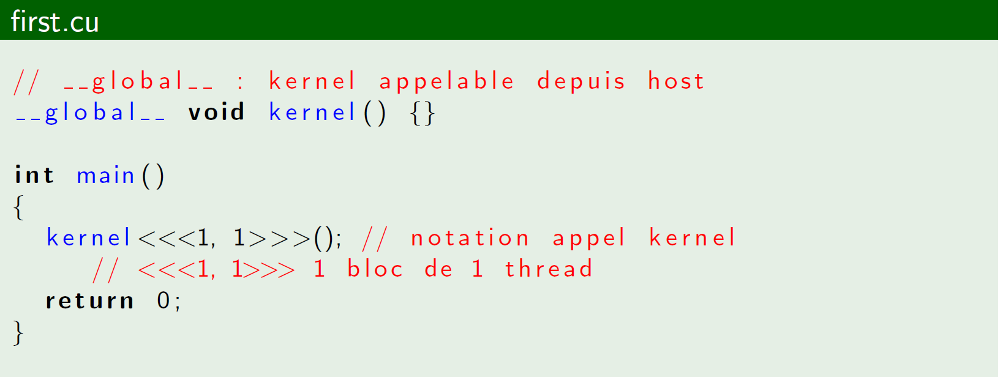 first.cu
// __global__ : kernel appelable depuis host
__global__ void kernel() {}
int main()
{
kernel<<<1, 1>>>(); // notation appel kernel
// <<<1, 1>>> 1 bloc de 1 thread
return 0;
}